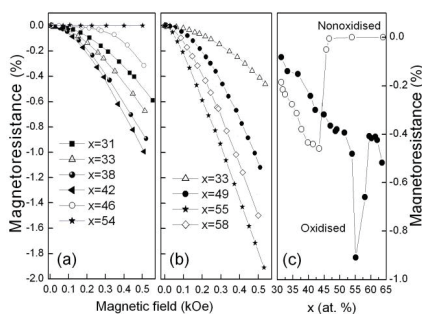 Magnetoresistance (%)
0.0
-0.2
-0.4
-0.6
-0.8
-1.0
-1.2
-1.4
-1.6
-1.8
-2.0
x=31
x=33
x=38
x=42
x=46
x=54
(a)
0.0 0.1 0.2 0.3 0.4 0.5
x=33
x=49
x=55
x=58
(b)
0.0 0.1 0.2 0.3 0.4 0.5
Magnetic field (kOe)
Nonoxidised
Oxidised
(c)
30 35 40 45 50 55 60 65
x (at. %)
0.0
-0.2
-0.4
-0.6
-0.8
-1.0
Magnetoresistance (%)